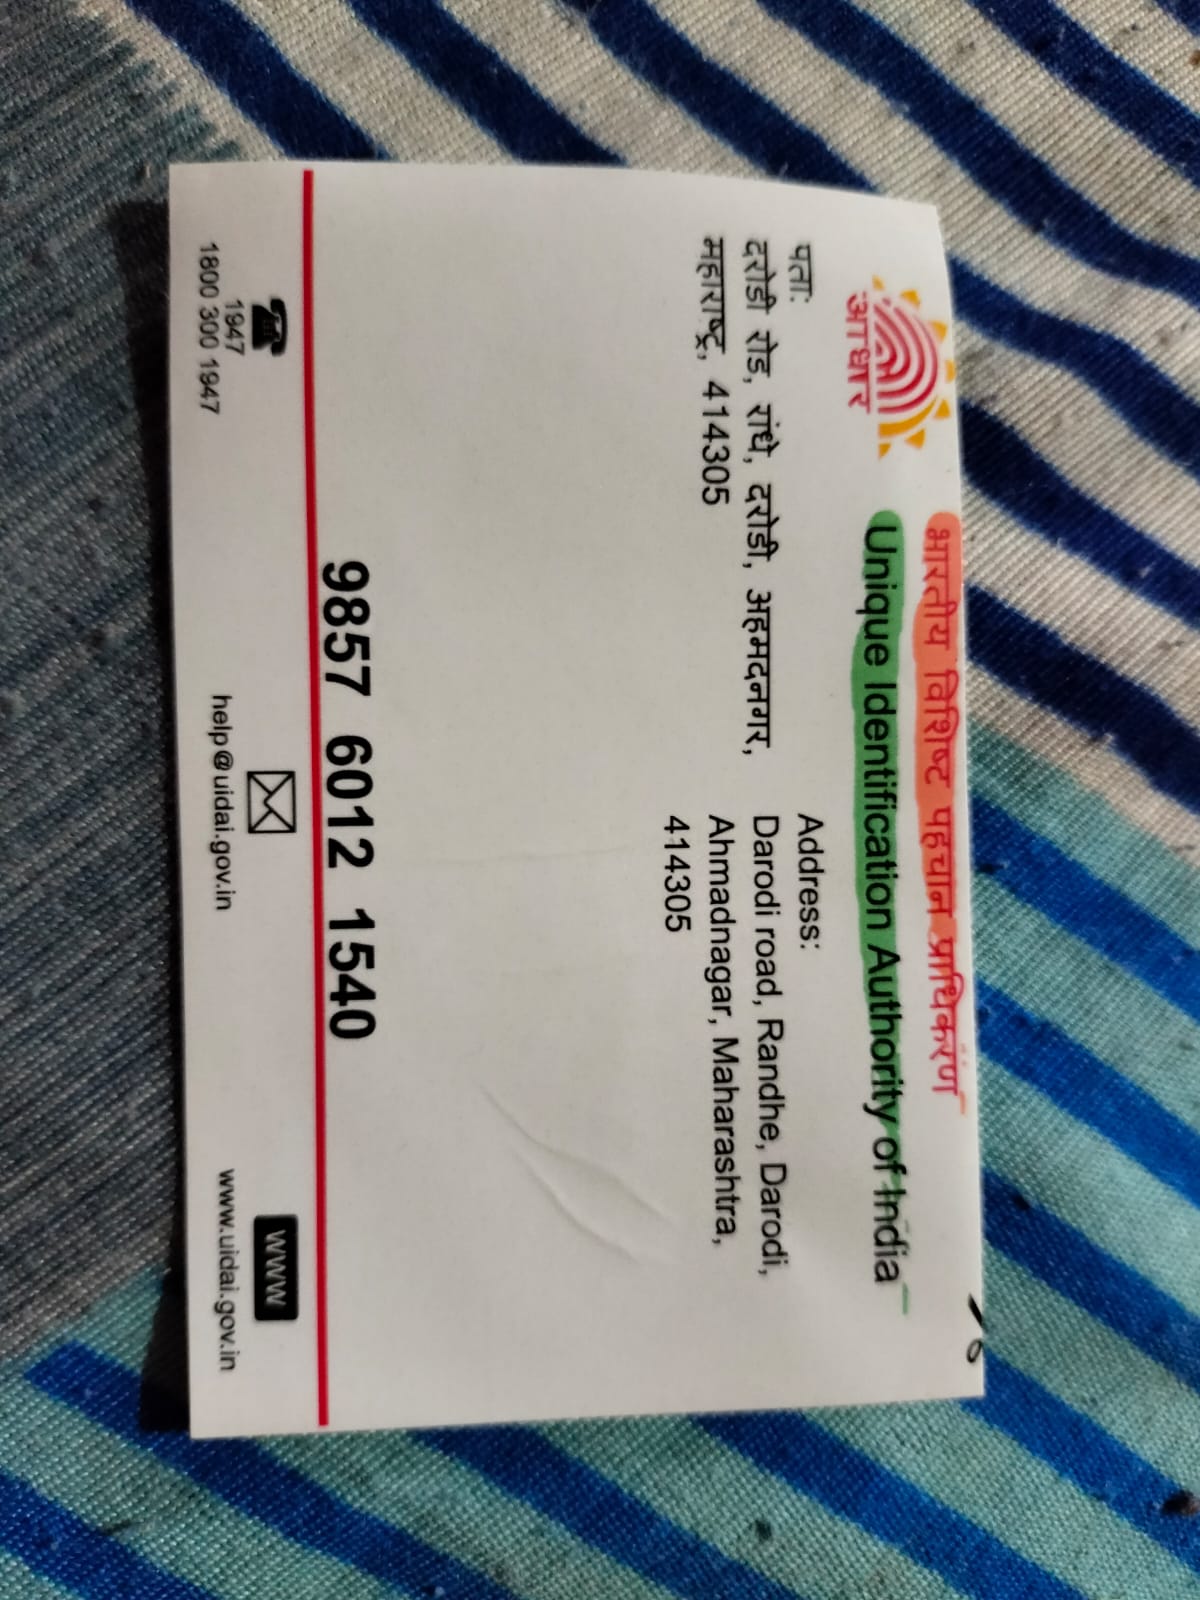 भारतीय विशिष्ट पहचान प्राधिकरण
Unique Identification Authority of India
आधार
पता:
दरोडी रोड, रांधे, दरोडी, अहमदनगर,
महाराष्ट्र, 414305
Address:
Darodi road, Randhe, Darodi,
Ahmadnagar, Maharashtra,
414305
9857 6012 1540
1947
1800 300 1947
help@uidai.gov.in
WWW
www.uidai.gov.in